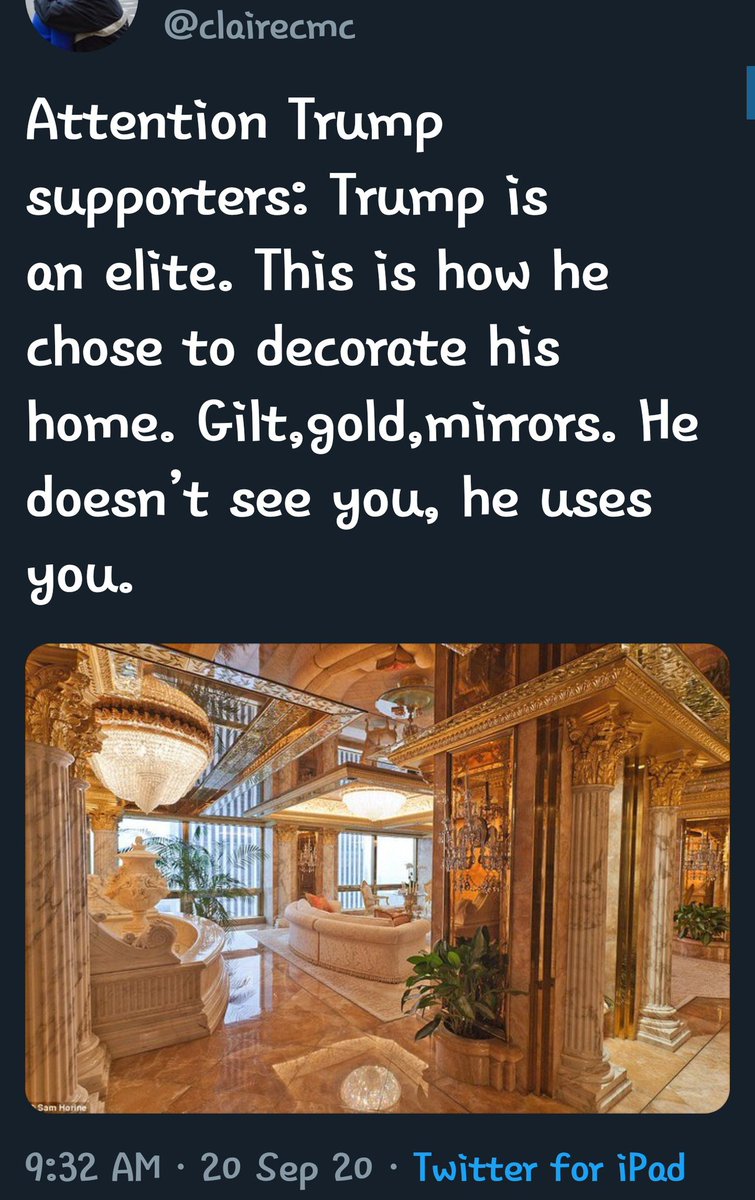 @clairecmc
Attention Trump
supporters: Trump is
an elite. This is how he
chose to decorate his
home. Gilt,gold,mirrors. He
doesn't see you, he uses
you.
Sam Horine
9:32 AM · 20 Sep 20 · Twitter for iPad